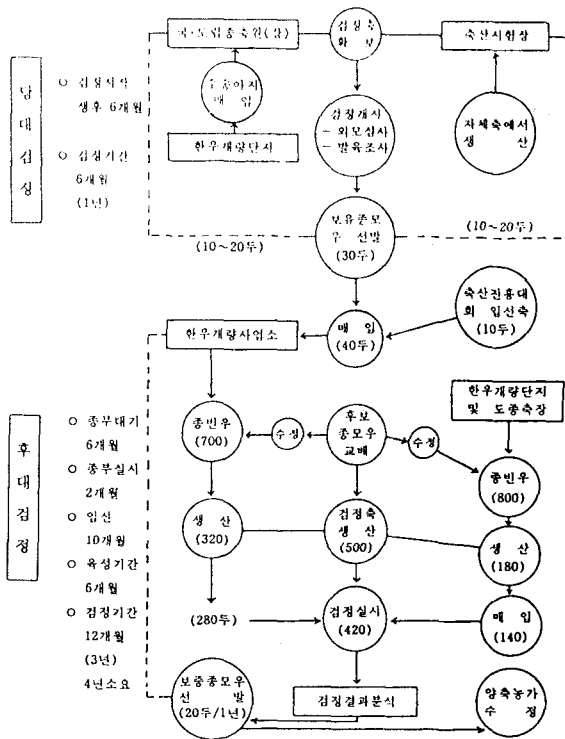 당대검정
○ 검정시작
생후 6개월
○ 검정기간
6개월
(1년)
국·도립종축원(장)
검정축
확보
축산시험장
수송아지
매입
한우개량단지
검정개시
- 외모심사
- 발육조사
자체축에서
생산
보유종모
우 선발
(30두)
(10~20두)
(10~20두)
매입
(40두)
축산진흥대
회 입선축
(10두)
한우개량사업소
후대검정
○ 종부대기
6개월
○ 종부실시
2개월
○ 임신
10개월
○ 육성기간
6개월
○ 검정기간
12개월
(3년)
4년소요
종빈우
(700)
수정
후보
종모우
교배
수정
한우개량단지
및 도종축장
종빈우
(800)
생산
(320)
검정축
생산
(500)
생산
(180)
(280두)
검정실시
(420)
매입
(140)
보증종모우
선발
(20두/1년)
검정결과분석
양축농가
수정